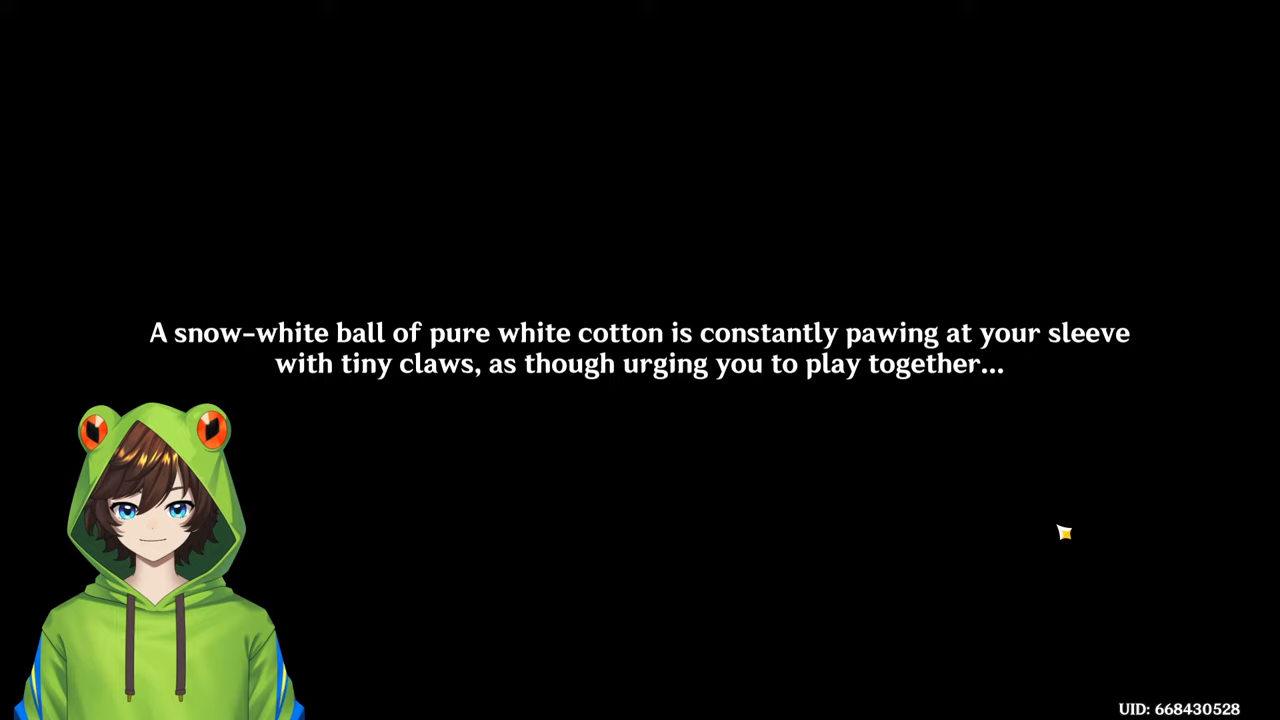 A snow-white ball of pure white cotton is constantly pawing at your sleeve
with tiny claws, as though urging you to play together...
UID: 668430528